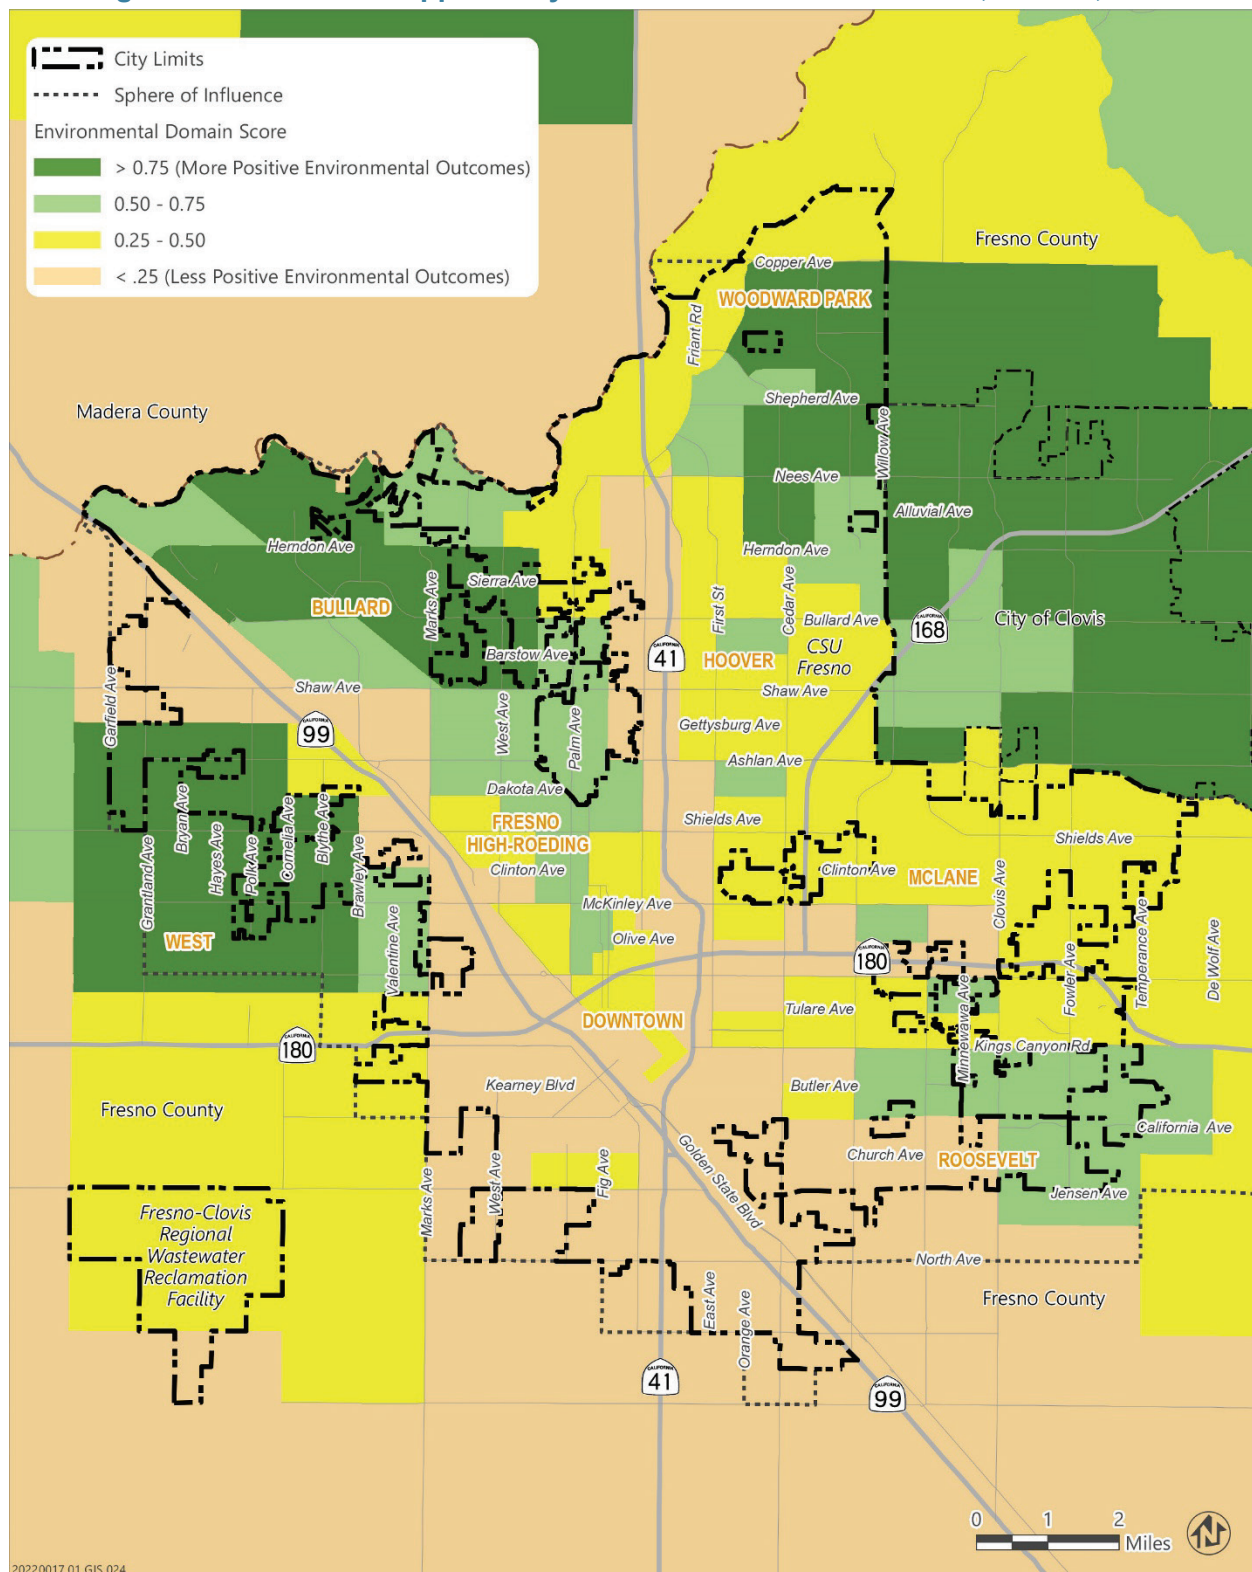 City Limits
Sphere of Influence
Environmental Domain Score
> 0.75 (More Positive Environmental Outcomes)
0.50 - 0.75
0.25 - 0.50
< .25 (Less Positive Environmental Outcomes)
Fresno County
Copper Ave
WOODWARD PARK
Friant Rd
Madera County
Shepherd Ave
Willow Ave
Nees Ave
Alluvial Ave
Herndon Ave
Herndon Ave
Sierra Ave
BULLARD
Marks Ave
First St
Cedar Ave
Bullard Ave
CALIFORNIA
168
City of Clovis
Barstow Ave
CALIFORNIA
41
HOOVER
CSU
Fresno
Garfield Ave
Shaw Ave
Shaw Ave
CALIFORNIA
99
West Ave
Palm Ave
Gettysburg Ave
Ashlan Ave
Dakota Ave
FRESNO
HIGH-ROEDING
Shields Ave
Shields Ave
Grantland Ave
Bryan Ave
Hayes Ave
Polk Ave
Cornelia Ave
Blythe Ave
Brawley Ave
Clinton Ave
Clinton Ave
MCLANE
Clovis Ave
McKinley Ave
WEST
Valentine Ave
Olive Ave
CALIFORNIA
180
Fowler Ave
Temperance Ave
De Wolf Ave
DOWNTOWN
Tulare Ave
Minnewawa Ave
CALIFORNIA
180
Kings Canyon Rd
Kearney Blvd
Butler Ave
Fresno County
California Ave
Golden State Blvd
Church Ave
ROOSEVELT
Marks Ave
West Ave
Fig Ave
Jensen Ave
Fresno-Clovis
Regional
Wastewater
Reclamation
Facility
North Ave
East Ave
Orange Ave
Fresno County
CALIFORNIA
41
CALIFORNIA
99
0 1 2
Miles
N
20220017.01 GIS 024